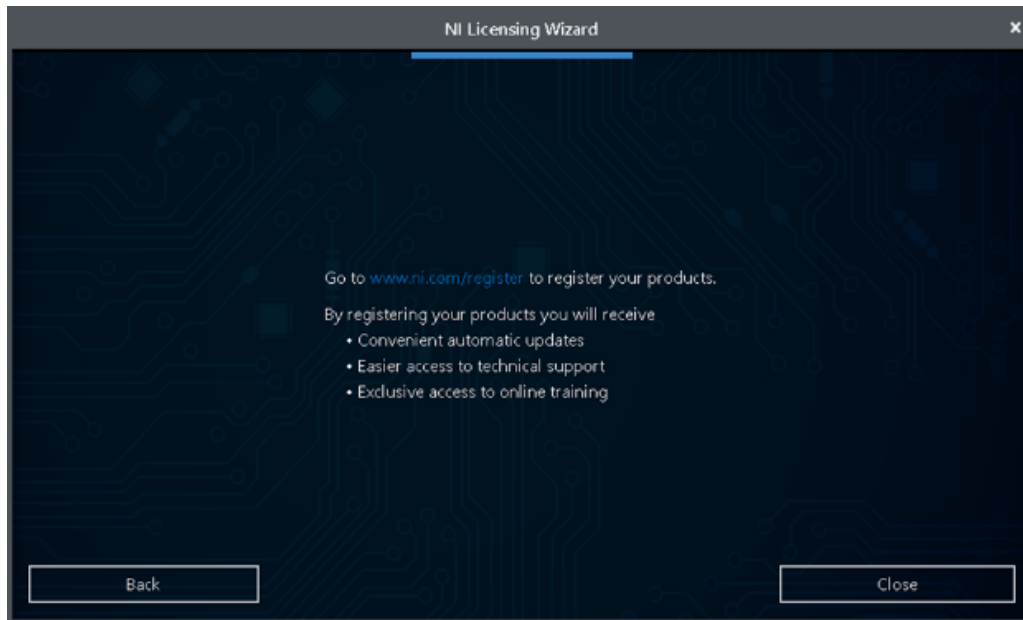 NI Licensing Wizard
Go to www.ni.com/register to register your products.
By registering your products you will receive
• Convenient automatic updates
• Easier access to technical support
• Exclusive access to online training
Back
Close